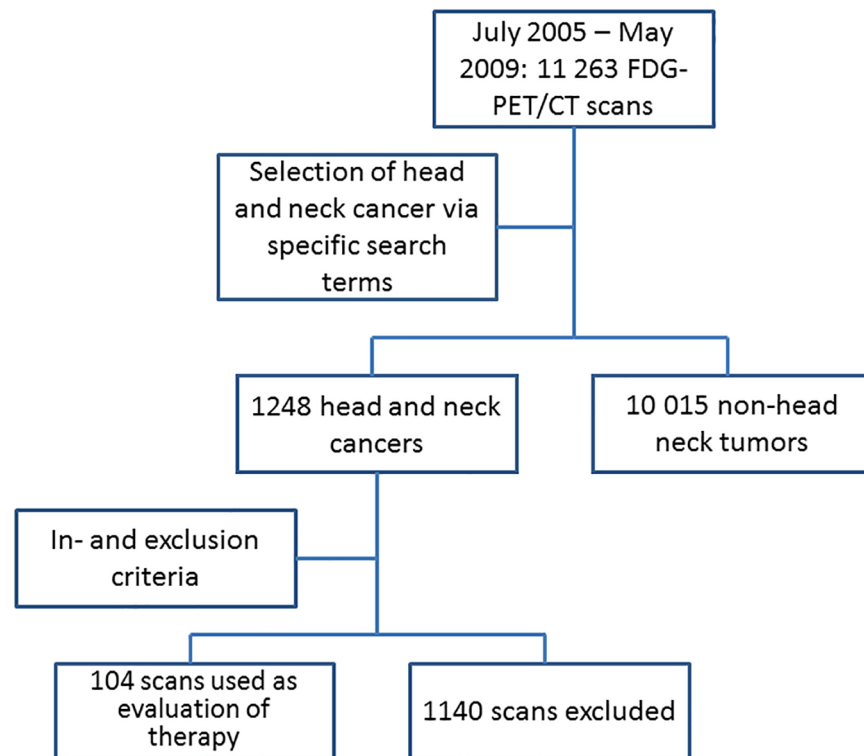 July 2005 – May
2009: 11 263 FDG-
PET/CT scans
Selection of head
and neck cancer via
specific search
terms
1248 head and neck
cancers
10 015 non-head
neck tumors
In- and exclusion
criteria
104 scans used as
evaluation of
therapy
1140 scans excluded